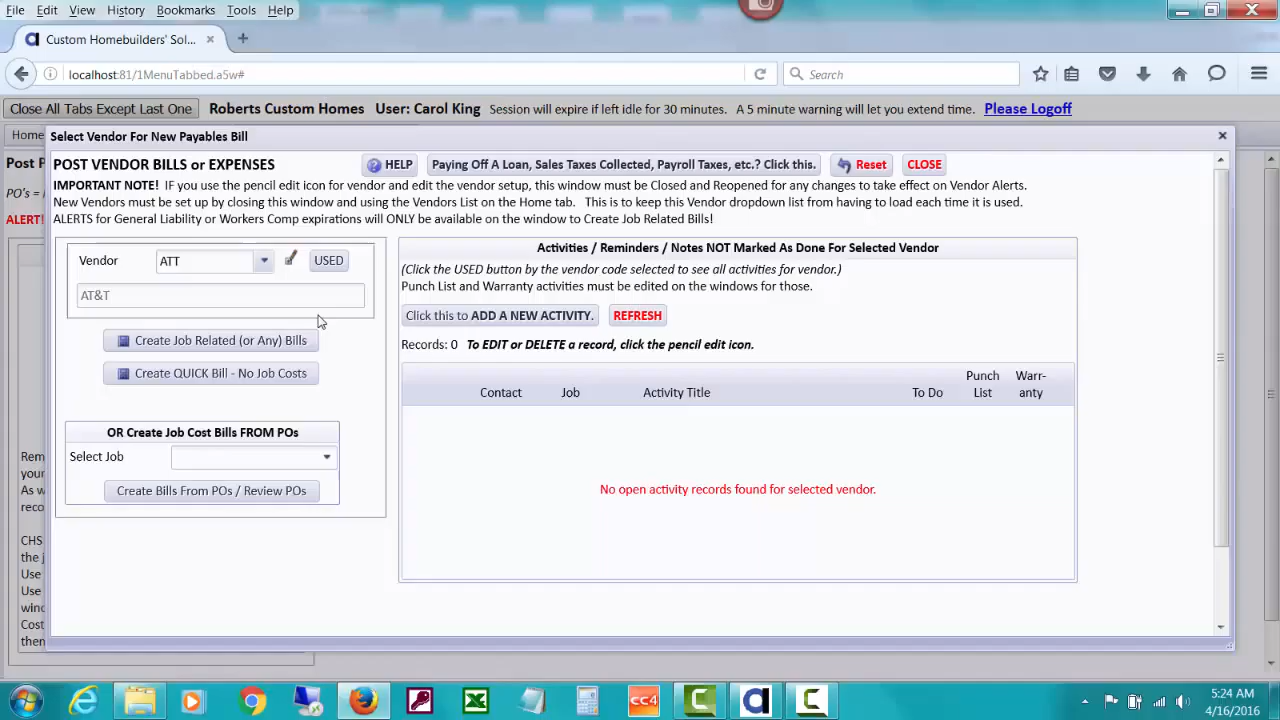 File Edit View History Bookmarks Tools Help
Custom Homebuilders' Sol...
localhost:81/1MenuTabbed.a5w#
Search
Close All Tabs Except Last One Roberts Custom Homes User: Carol King Session will expire if left idle for 30 minutes. A 5 minute warning will let you extend time. Please Logoff
Home
Select Vendor For New Payables Bill
Post P
POST VENDOR BILLS or EXPENSES HELP Paying Off A Loan, Sales Taxes Collected, Payroll Taxes, etc.? Click this. Reset CLOSE
PO's =
IMPORTANT NOTE! IF you use the pencil edit icon for vendor and edit the vendor setup, this window must be Closed and Reopened for any changes to take effect on Vendor Alerts.
New Vendors must be set up by closing this window and using the Vendors List on the Home tab. This is to keep this Vendor dropdown list from having to load each time it is used.
ALERT!
ALERTS for General Liability or Workers Comp expirations will ONLY be available on the window to Create Job Related Bills!
Vendor ATT USED
AT&T
Create Job Related (or Any) Bills
Create QUICK Bill - No Job Costs
OR Create Job Cost Bills FROM POs
Select Job
Create Bills From POs / Review POs
Activities / Reminders / Notes NOT Marked As Done For Selected Vendor
(Click the USED button by the vendor code selected to see all activities for vendor.)
Punch List and Warranty activities must be edited on the windows for those.
Click this to ADD A NEW ACTIVITY. REFRESH
Records: 0 To EDIT or DELETE a record, click the pencil edit icon.
Contact Job Activity Title To Do Punch List Warr-anty
No open activity records found for selected vendor.
Rem
your
As w
reco
CHS
the j
Use
Use
wind
Cost
then
CC4
5:24 AM
4/16/2016